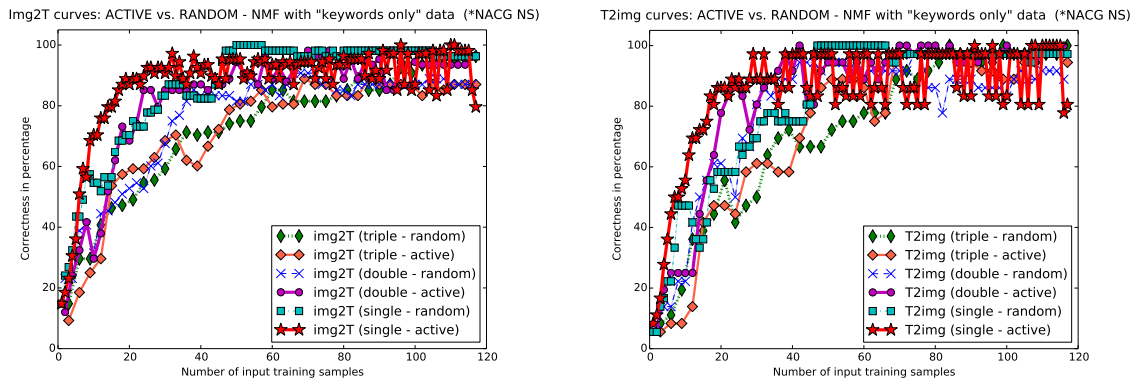 Img2T curves: ACTIVE vs. RANDOM - NMF with "keywords only" data  (*NACG NS)
Correctness in percentage
100
80
60
40
20
0
img2T (triple - random)
img2T (triple - active)
img2T (double - random)
img2T (double - active)
img2T (single - random)
img2T (single - active)
0 20 40 60 80 100 120
Number of input training samples
T2img curves: ACTIVE vs. RANDOM - NMF with "keywords only" data  (*NACG NS)
Correctness in percentage
100
80
60
40
20
0
T2img (triple - random)
T2img (triple - active)
T2img (double - random)
T2img (double - active)
T2img (single - random)
T2img (single - active)
0 20 40 60 80 100 120
Number of input training samples